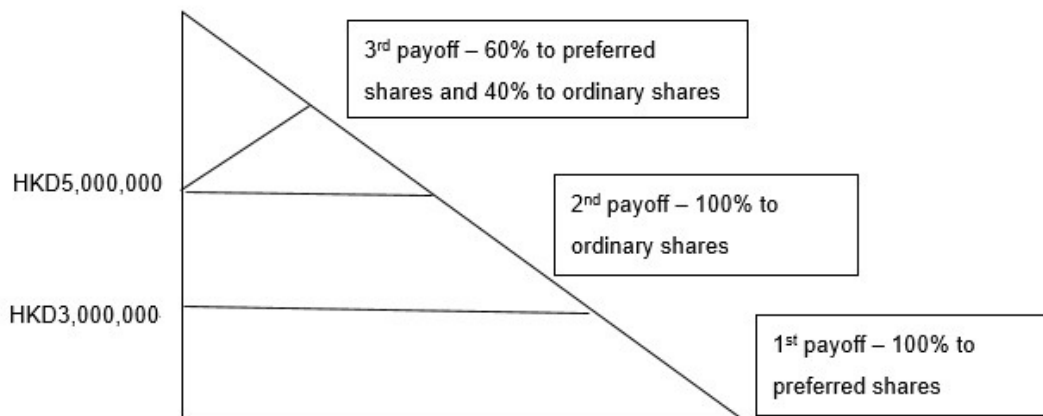 3rd payoff – 60% to preferred
shares and 40% to ordinary shares
HKD5,000,000
2nd payoff – 100% to
ordinary shares
HKD3,000,000
1st payoff – 100% to
preferred shares